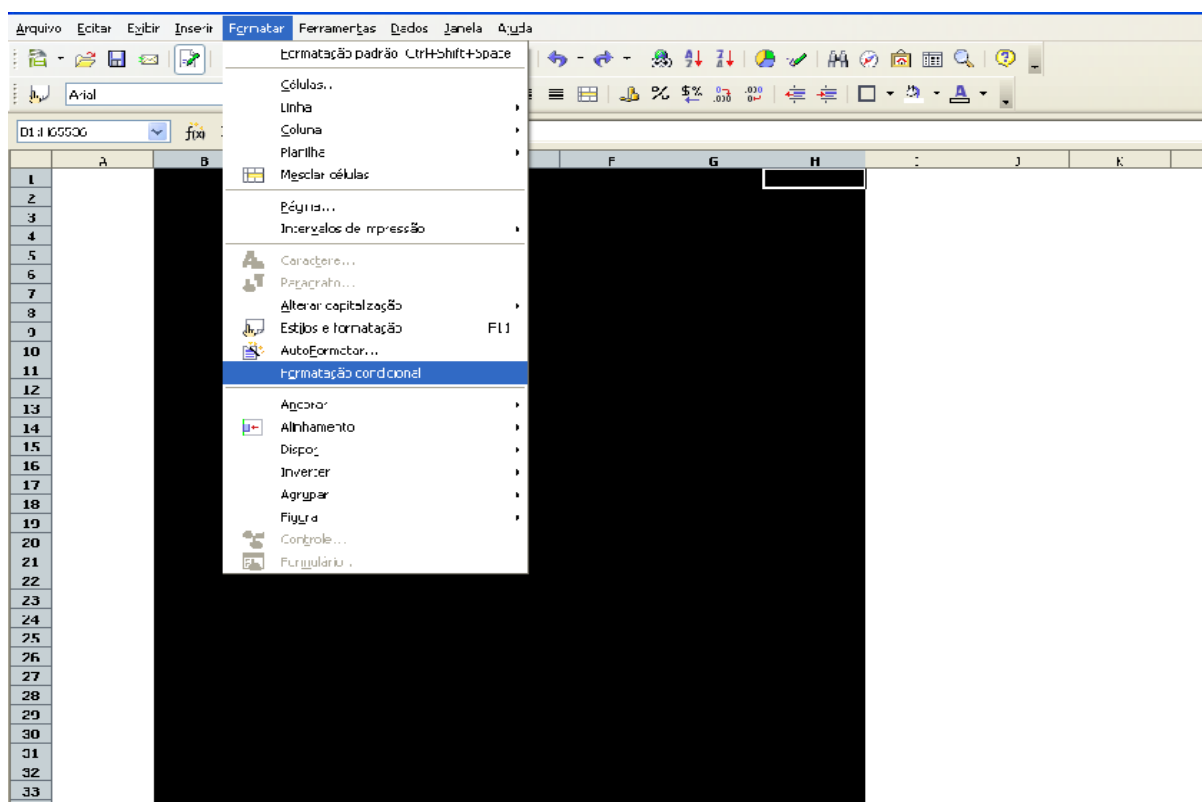 Arquivo Editar Exibir Inserir Formatar Ferramentas Dados Janela Ajuda
Formatação padrão Ctrl+Shift+Space
Arial
Células...
Linha
B1:H65536
f(x)
Coluna
Planilha
A B F G H I J K
Mesclar células
1
2
Página...
3
Intervalos de impressão
4
5
Caractere...
6
Parágrafo...
7
Alterar capitalização
8
Estilos e formatação F11
9
AutoFormatar...
10
Formatação condicional
11
12
Ancorar
13
Alinhamento
14
Dispor
15
Inverter
16
17
Agrupar
18
Figura
19
Controle...
20
Formulário...
21
22
23
24
25
26
27
28
29
30
31
32
33